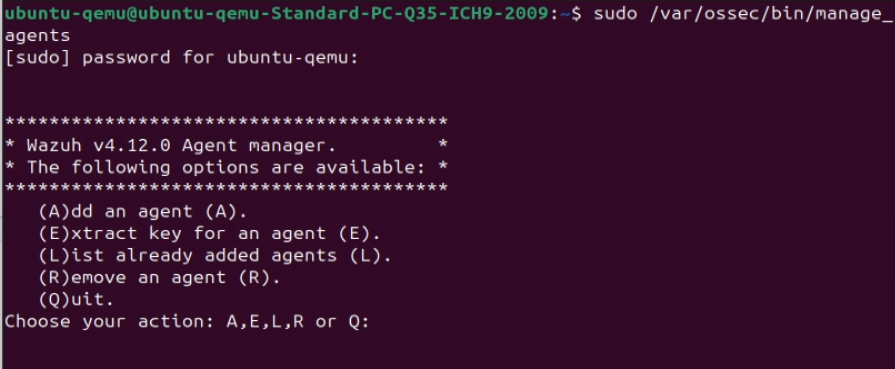 ubuntu-qemu@ubuntu-qemu-Standard-PC-Q35-ICH9-2009:~$ sudo /var/ossec/bin/manage_
agents
[sudo] password for ubuntu-qemu:
****************************************
* Wazuh v4.12.0 Agent manager.         *
* The following options are available: *
****************************************
   (A)dd an agent (A).
   (E)xtract key for an agent (E).
   (L)ist already added agents (L).
   (R)emove an agent (R).
   (Q)uit.
Choose your action: A,E,L,R or Q: